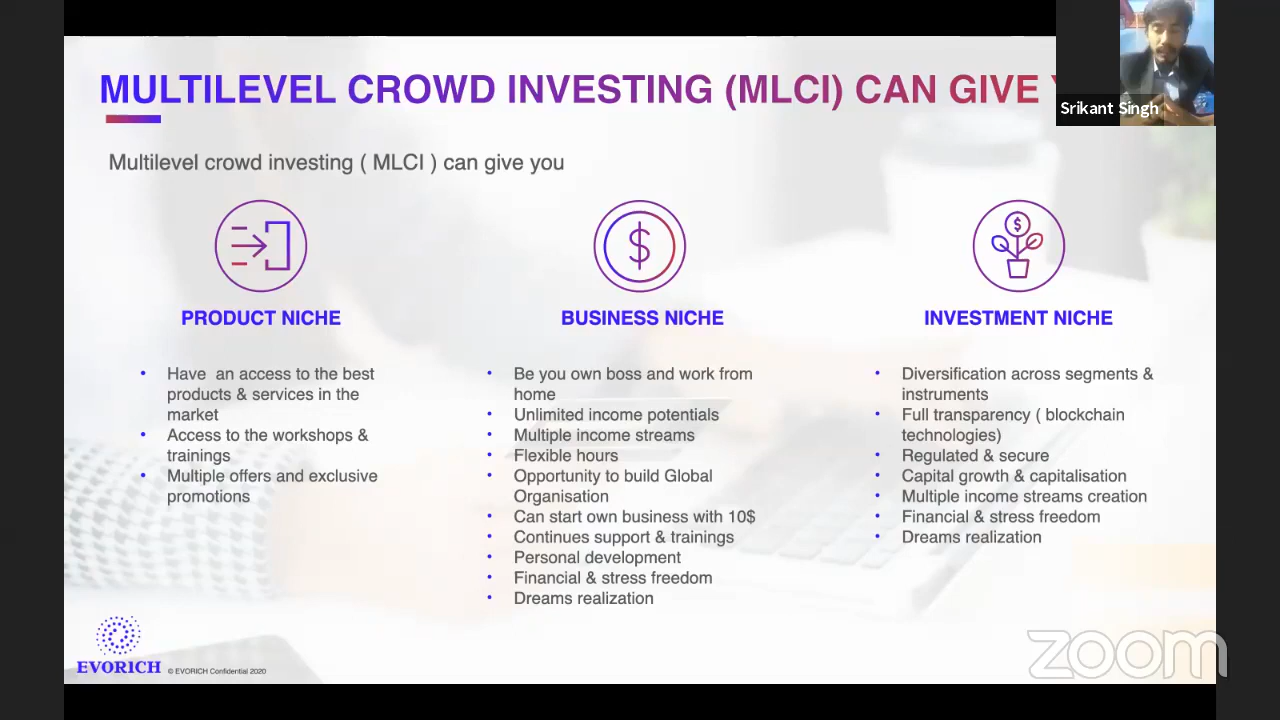 MULTILEVEL CROWD INVESTING (MLCI) CAN GIVE
Srikant Singh
Multilevel crowd investing ( MLCI ) can give you
PRODUCT NICHE
Have an access to the best
products & services in the
market
Access to the workshops &
trainings
Multiple offers and exclusive
promotions
BUSINESS NICHE
Be you own boss and work from
home
Unlimited income potentials
Multiple income streams
Flexible hours
Opportunity to build Global
Organisation
Can start own business with 10$
Continues support & trainings
Personal development
Financial & stress freedom
Dreams realization
INVESTMENT NICHE
Diversification across segments &
instruments
Full transparency ( blockchain
technologies)
Regulated & secure
Capital growth & capitalisation
Multiple income streams creation
Financial & stress freedom
Dreams realization
EVORICH
© EVORICH Confidential 2020
zoom